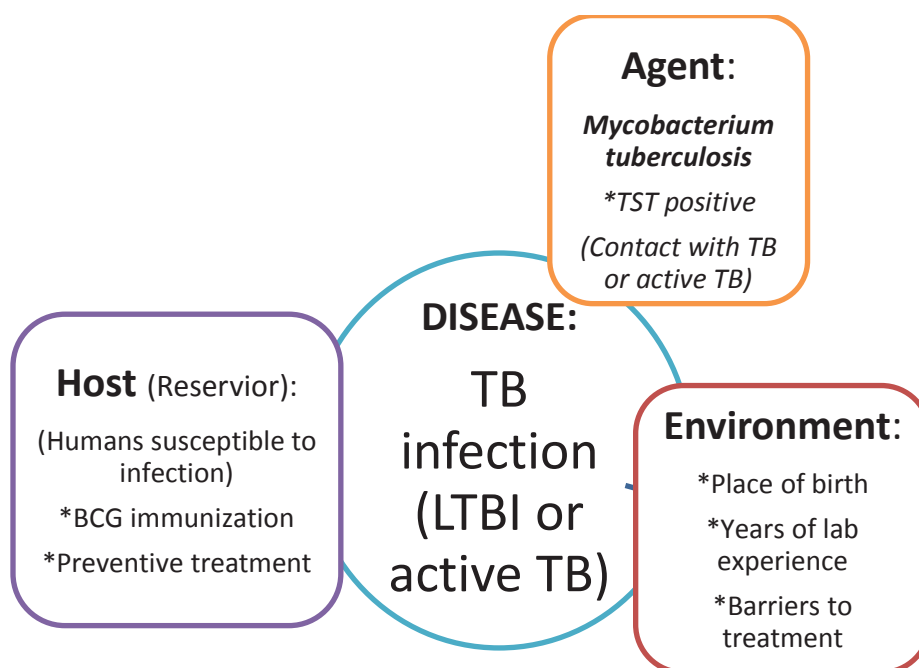 Agent:
Mycobacterium
tuberculosis
*TST positive
(Contact with TB
or active TB)
DISEASE:
TB
infection
(LTBI or
active TB)
Host (Reservior):
(Humans susceptible to
infection)
*BCG immunization
*Preventive treatment
Environment:
*Place of birth
*Years of lab
experience
*Barriers to
treatment